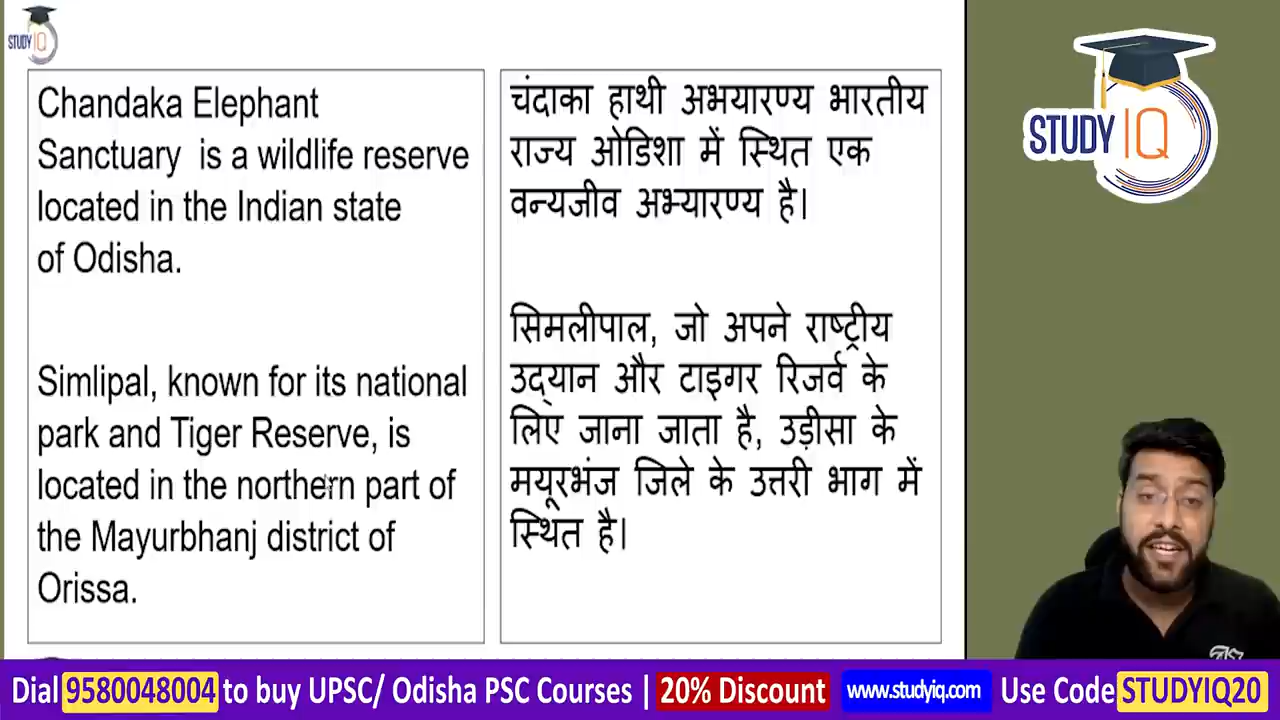 STUDY IQ
Chandaka Elephant
Sanctuary is a wildlife reserve
located in the Indian state
of Odisha.
Simlipal, known for its national
park and Tiger Reserve, is
located in the northern part of
the Mayurbhanj district of
Orissa.
चंदाका हाथी अभयारण्य भारतीय
राज्य ओडिशा में स्थित एक
वन्यजीव अभ्यारण्य है।
सिमलीपाल, जो अपने राष्ट्रीय
उद्यान और टाइगर रिजर्व के
लिए जाना जाता है, उड़ीसा के
मयूरभंज जिले के उत्तरी भाग में
स्थित है।
STUDY IQ
Dial 9580048004 to buy UPSC/ Odisha PSC Courses | 20% Discount www.studyiq.com Use Code STUDYIQ20